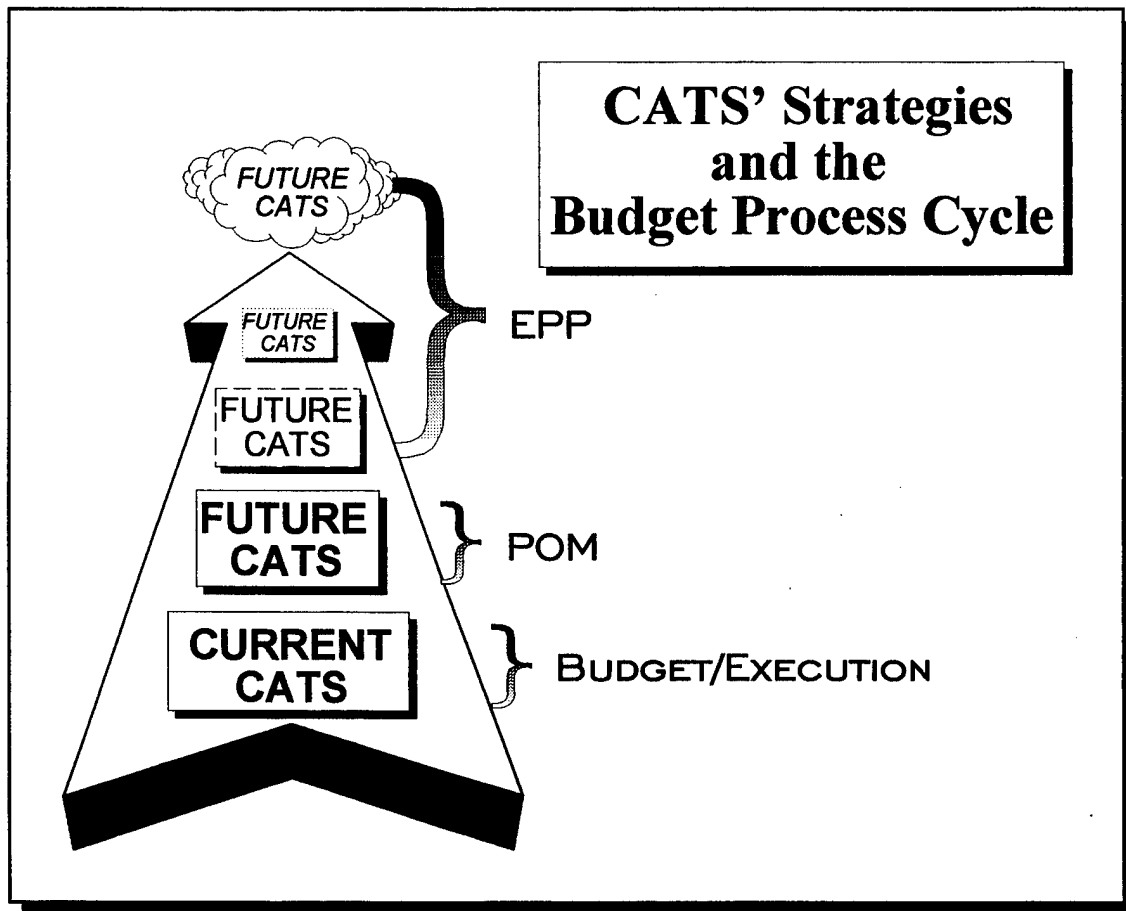 CATS' Strategies
and the
Budget Process Cycle
FUTURE
CATS
FUTURE
CATS
EPP
FUTURE
CATS
FUTURE
CATS
POM
CURRENT
CATS
BUDGET/EXECUTION